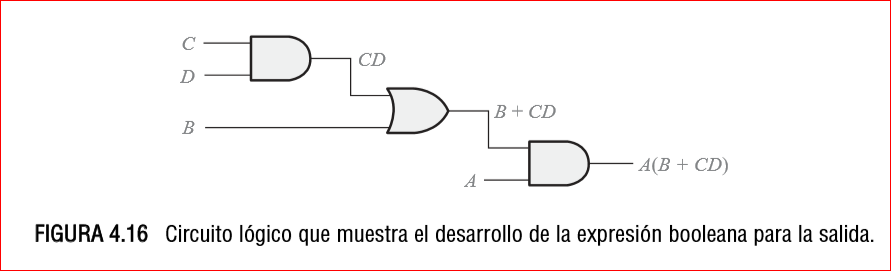 C
CD
D
B + CD
B
A(B + CD)
A
FIGURA 4.16 Circuito lógico que muestra el desarrollo de la expresión booleana para la salida.